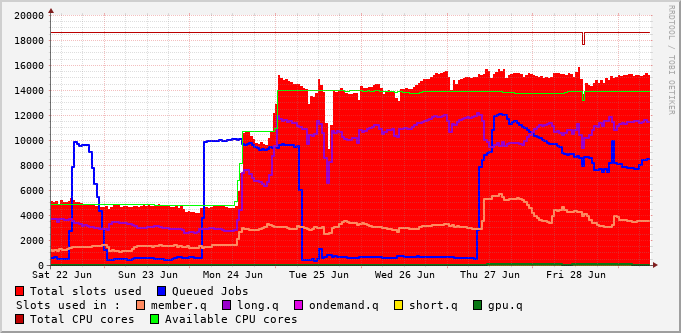 20000
18000
16000
14000
12000
10000
8000
6000
4000
2000
0
Sat 22 Jun Sun 23 Jun Mon 24 Jun Tue 25 Jun Wed 26 Jun Thu 27 Jun Fri 28 Jun
RRDTOOL / TOBI OETIKER
Total slots used Queued Jobs
Slots used in : member.q long.q ondemand.q short.q gpu.q
Total CPU cores Available CPU cores